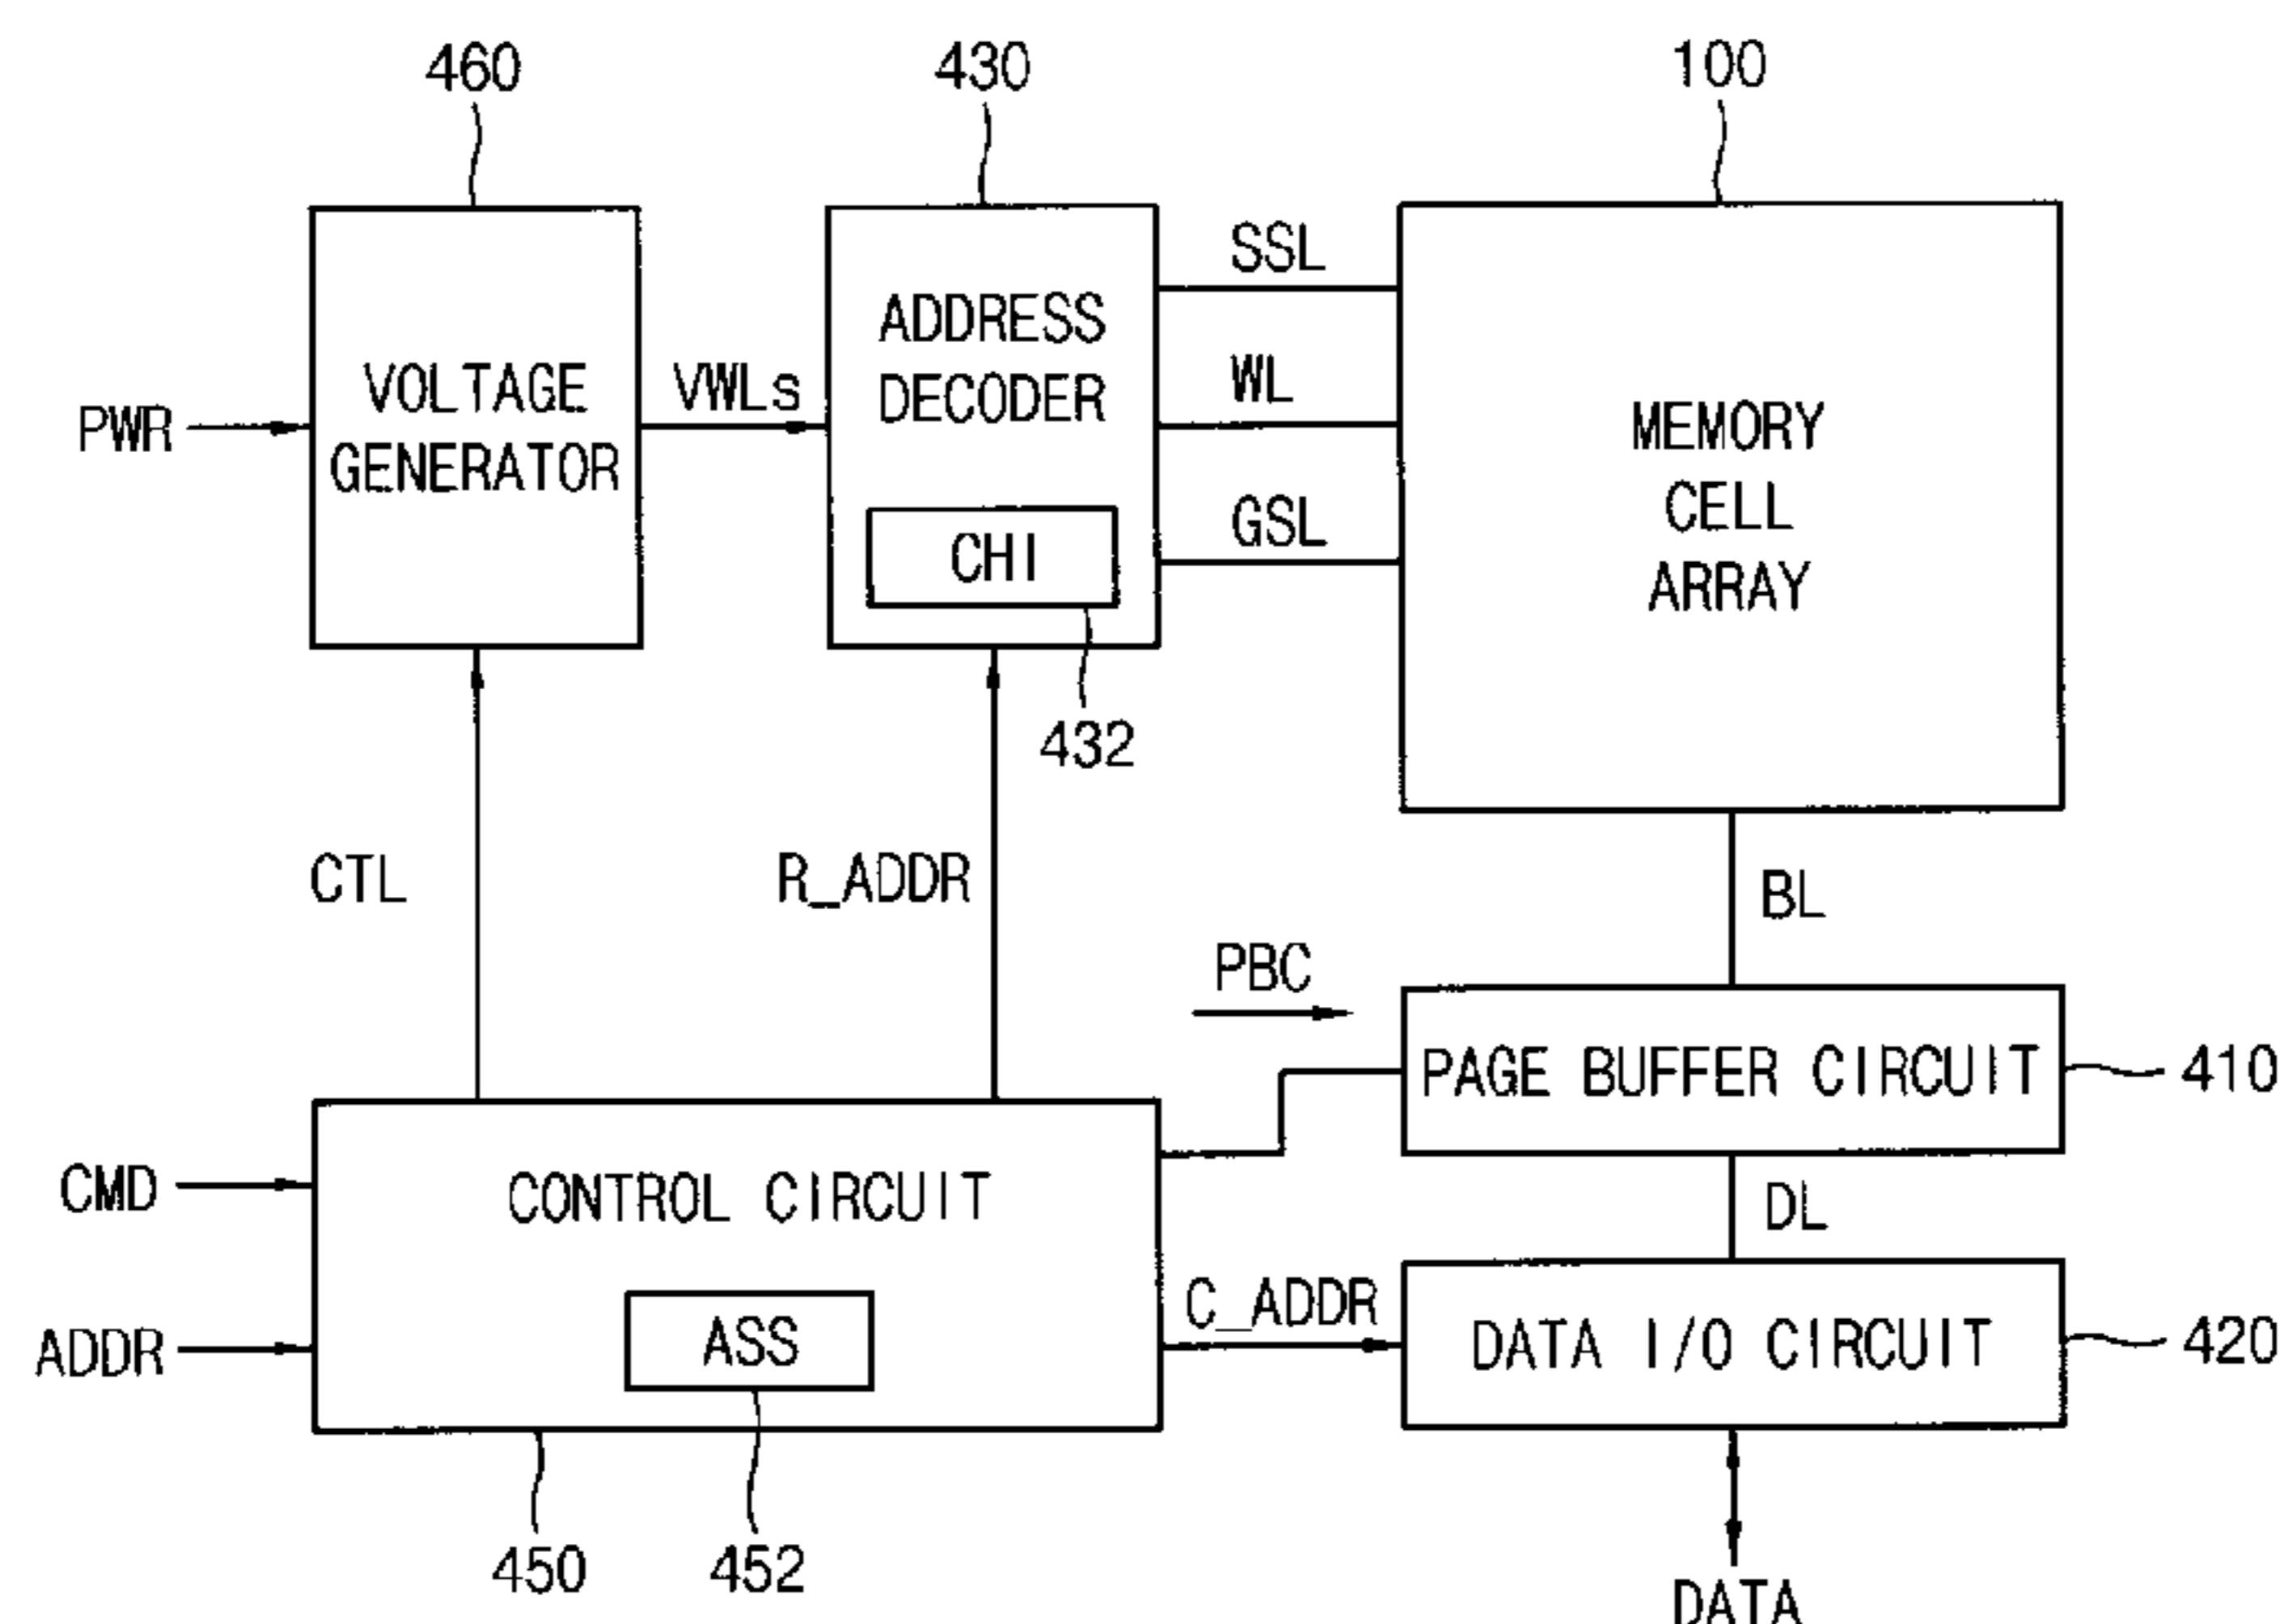 460
430
100
SSL
ADDRESS
DECODER
WL
VOLTAGE
GENERATOR
VWLs
PWR
MEMORY
CELL
ARRAY
GSL
CHI
432
CTL
R_ADDR
BL
PBC
PAGE BUFFER CIRCUIT
410
CMD
CONTROL CIRCUIT
DL
C_ADDR
ADDR
ASS
DATA I/O CIRCUIT
420
450
452
DATA